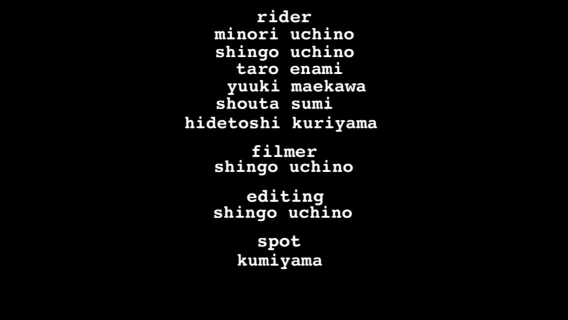 rider
minori uchino
shingo uchino
taro enami
yuuki maekawa
shouta sumi
hidetoshi kuriyama
filmer
shingo uchino
editing
shingo uchino
spot
kumiyama